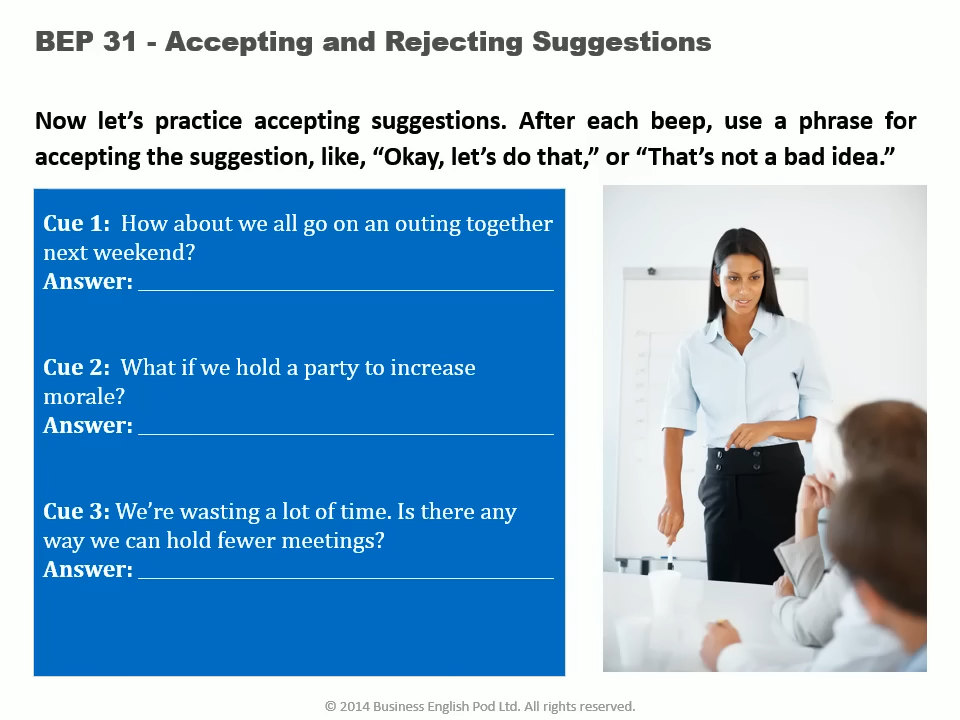 BEP 31 - Accepting and Rejecting Suggestions
Now let’s practice accepting suggestions. After each beep, use a phrase for
accepting the suggestion, like, “Okay, let’s do that,” or “That’s not a bad idea.”
Cue 1:  How about we all go on an outing together
next weekend?
Answer: ___________________________________
Cue 2:  What if we hold a party to increase
morale?
Answer: ___________________________________
Cue 3: We’re wasting a lot of time. Is there any
way we can hold fewer meetings?
Answer: ___________________________________
© 2014 Business English Pod Ltd. All rights reserved.